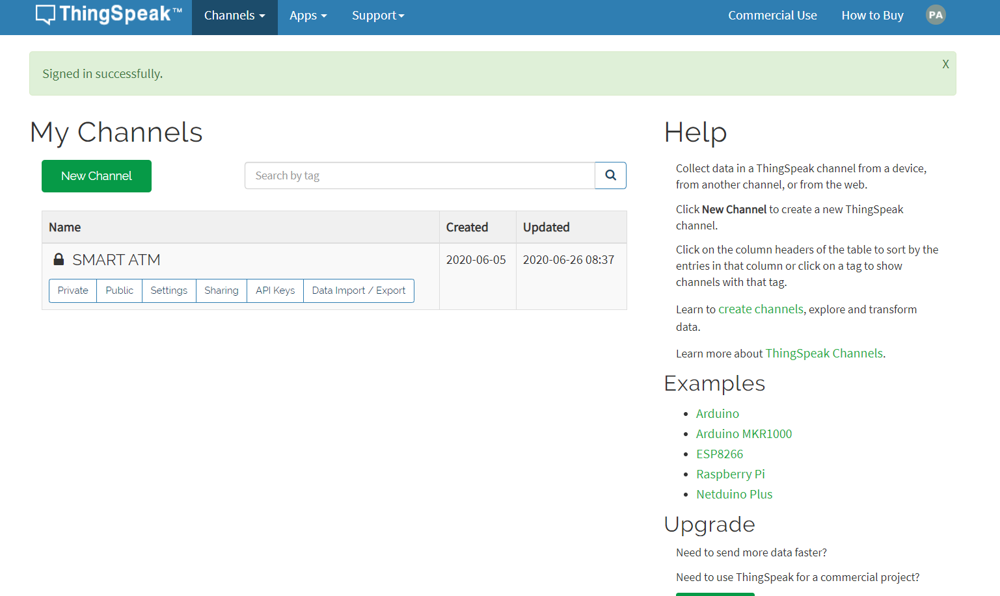 ThingSpeak™ Channels Apps Support Commercial Use How to Buy PA
Signed in successfully.
X
My Channels
New Channel
Search by tag
Name Created Updated
SMART ATM 2020-06-05 2020-06-26 08:37
Private Public Settings Sharing API Keys Data Import / Export
Help
Collect data in a ThingSpeak channel from a device,
from another channel, or from the web.
Click New Channel to create a new ThingSpeak
channel.
Click on the column headers of the table to sort by the
entries in that column or click on a tag to show
channels with that tag.
Learn to create channels, explore and transform
data.
Learn more about ThingSpeak Channels.
Examples
Arduino
Arduino MKR1000
ESP8266
Raspberry Pi
Netduino Plus
Upgrade
Need to send more data faster?
Need to use ThingSpeak for a commercial project?